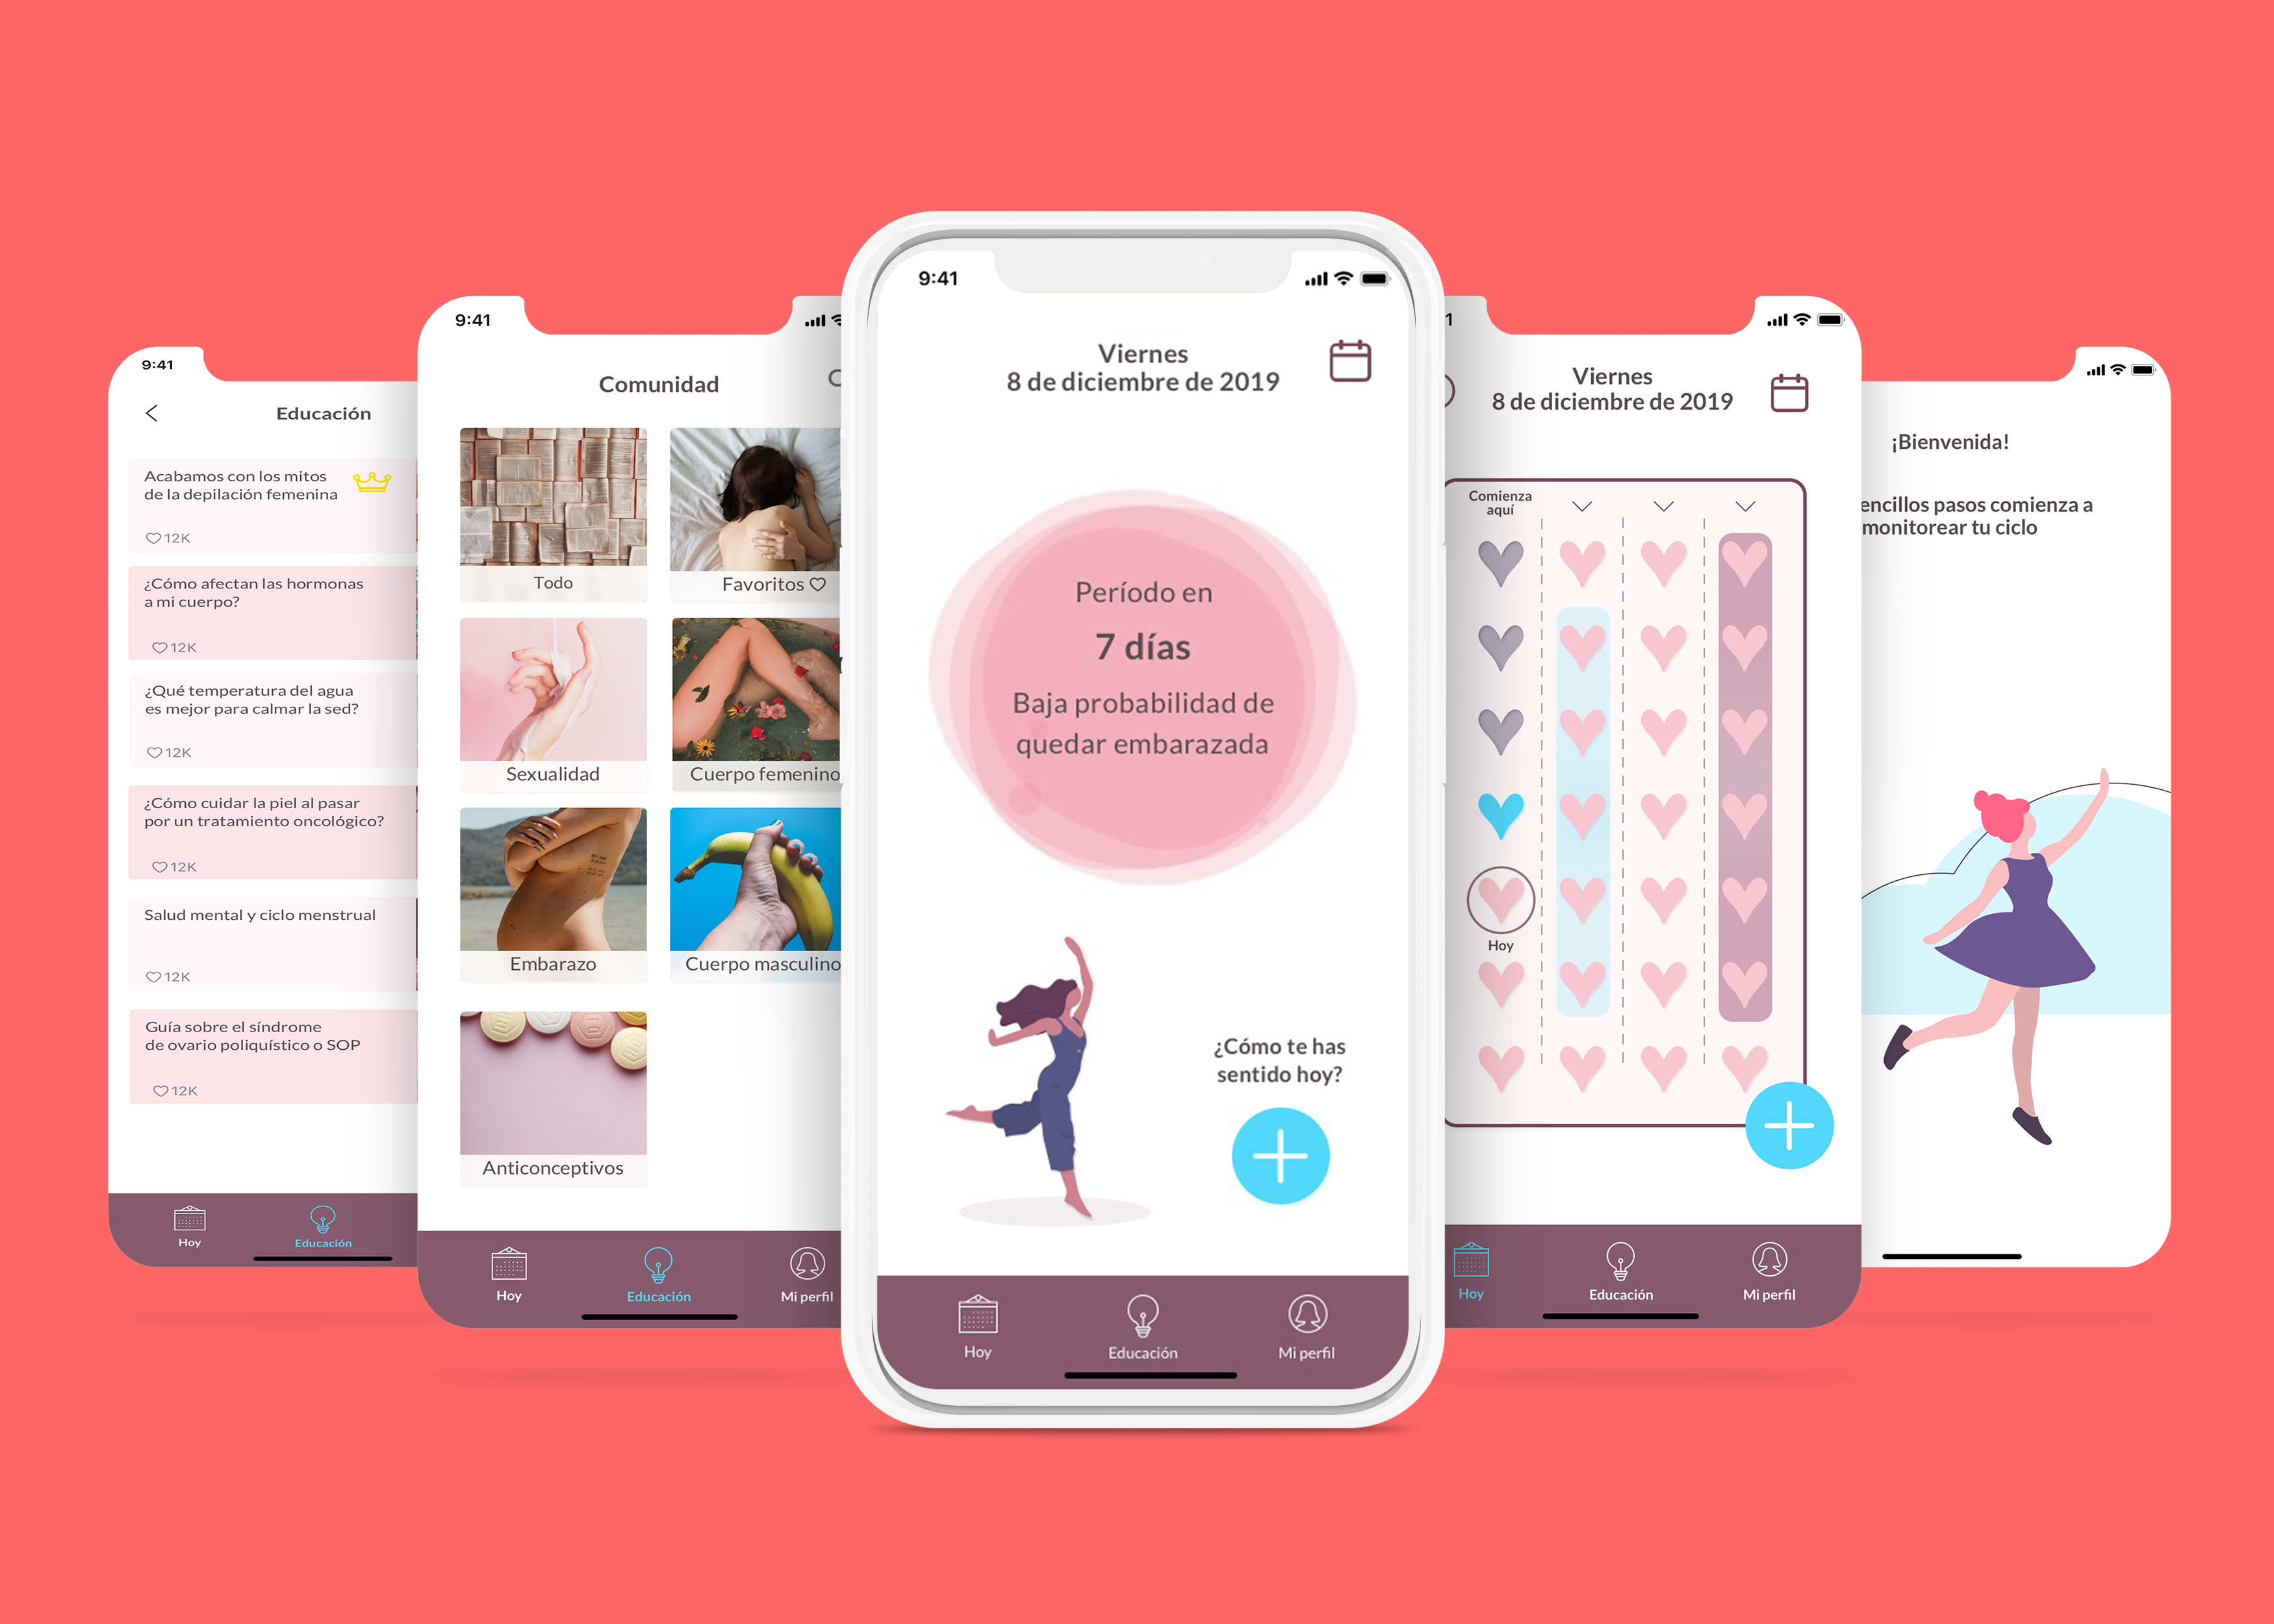 9:41
Educación
Acabamos con los mitos
de la depilación femenina
12K
¿Cómo afectan las hormonas
a mi cuerpo?
12K
¿Qué temperatura del agua
es mejor para calmar la sed?
12K
¿Cómo cuidar la piel al pasar
por un tratamiento oncológico?
12K
Salud mental y ciclo menstrual
12K
Guía sobre el síndrome
de ovario poliquístico o SOP
12K
Hoy
Educación
9:41
Comunidad
Todo
Favoritos
Sexualidad
Cuerpo femenino
Embarazo
Cuerpo masculino
Anticonceptivos
Hoy
Educación
Mi perfil
9:41
Viernes
8 de diciembre de 2019
Período en
7 días
Baja probabilidad de
quedar embarazada
¿Cómo te has
sentido hoy?
Hoy
Educación
Mi perfil
Viernes
8 de diciembre de 2019
Comienza
aquí
Hoy
Hoy
Educación
Mi perfil
¡Bienvenida!
pasos comienza a
monitorear tu ciclo